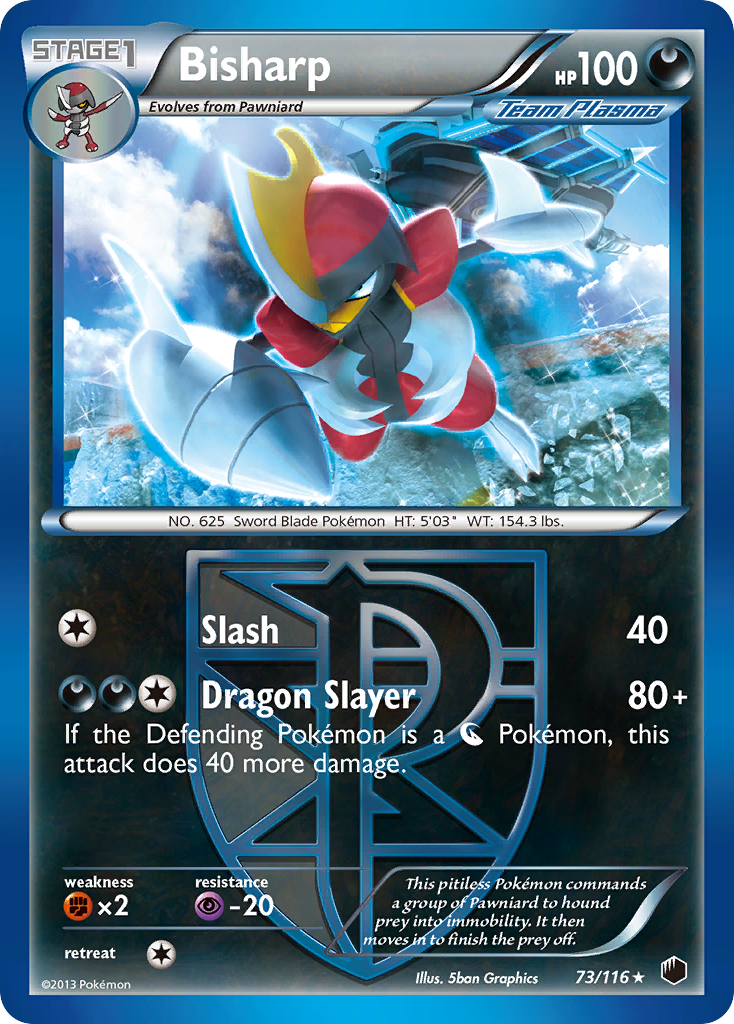 STAGE1
Bisharp
HP100
Evolves from Pawniard
Team Plasma
NO. 625 Sword Blade Pokémon HT: 5'03" WT: 154.3 lbs.
Slash 40
Dragon Slayer 80+
If the Defending Pokémon is a Pokémon, this
attack does 40 more damage.
weakness
×2
resistance
-20
retreat
This pitiless Pokémon commands
a group of Pawniard to hound
prey into immobility. It then
moves in to finish the prey off.
©2013 Pokémon
Illus. 5ban Graphics
73/116 ★